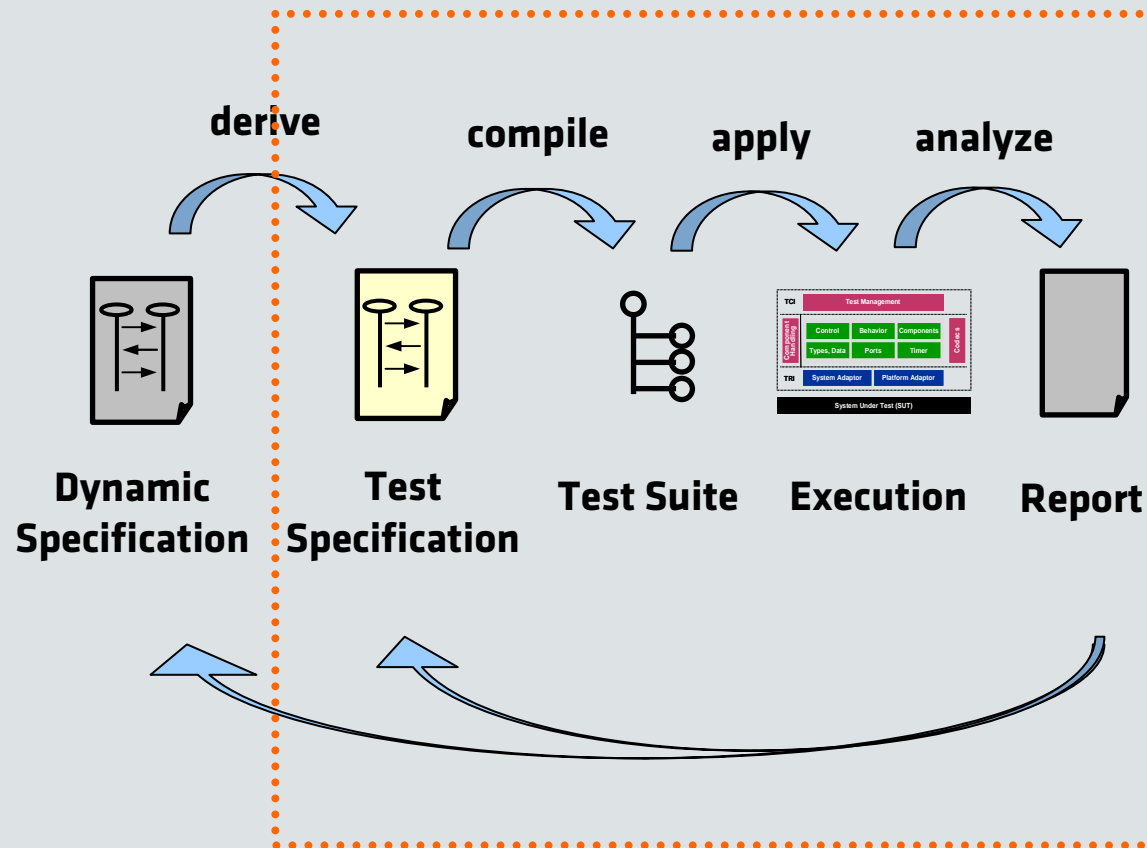 derive
compile
apply
analyze
TCI
Test Management
Component
Handling
Control
Behavior
Components
Types, Data
Ports
Timer
Codecs
TRI
System Adaptor
Platform Adaptor
System Under Test (SUT)
Dynamic
Specification
Test
Specification
Test Suite
Execution
Report